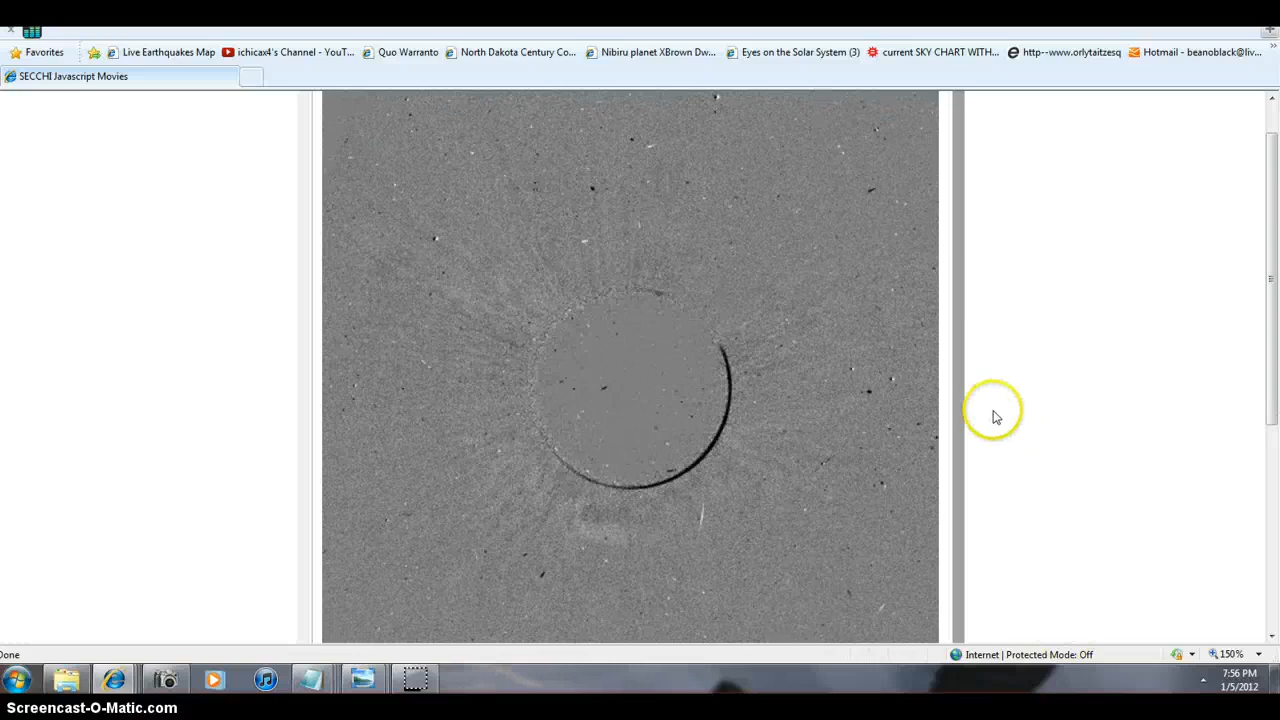 Favorites Live Earthquakes Map ichicax4's Channel - YouT... Quo Warranto North Dakota Century Co... Nibiru planet XBrown Dw... Eyes on the Solar System (3) current SKY CHART WITH... http--www.orlytaitzesq Hotmail - beanoblack@liv...
SECCHI Javascript Movies
Done Internet | Protected Mode: Off 150%
7:56 PM
1/5/2012
Screencast-O-Matic.com